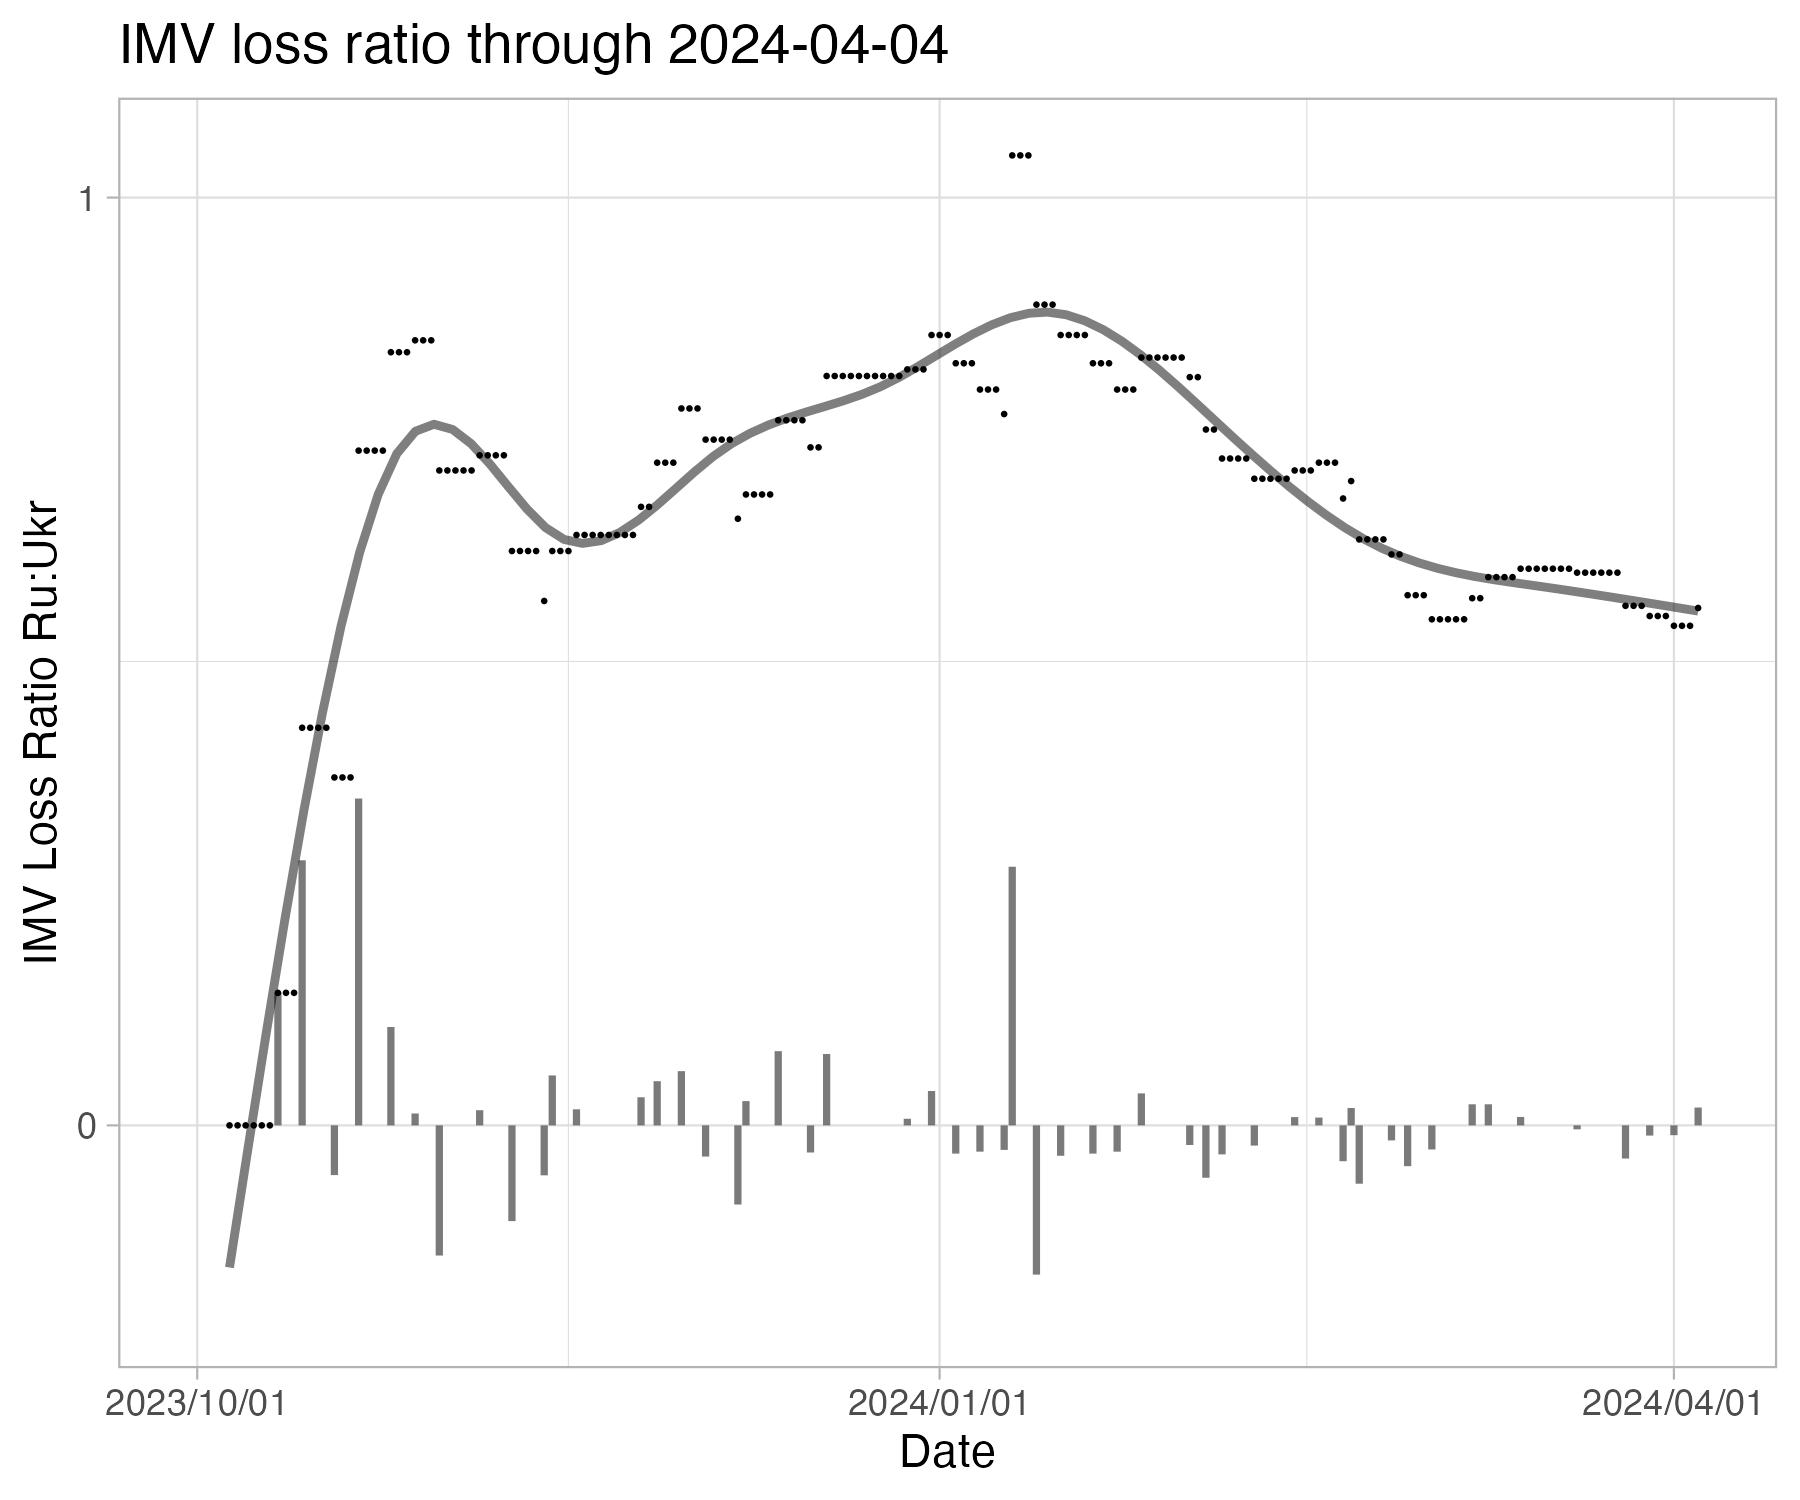 IMV loss ratio through 2024-04-04
IMV Loss Ratio Ru:Ukr
1
0
2023/10/01
2024/01/01
2024/04/01
Date